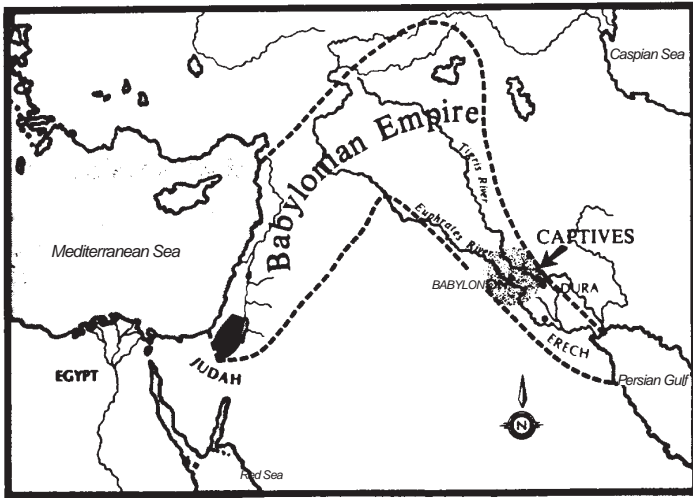 Caspian Sea
Babyloman Empire
Tigris River
Euphrates River
CAPTIVES
Mediterranean Sea
BABYLON
DURA
ERECH
JUDAH
EGYPT
Persian Gulf
N
Red Sea